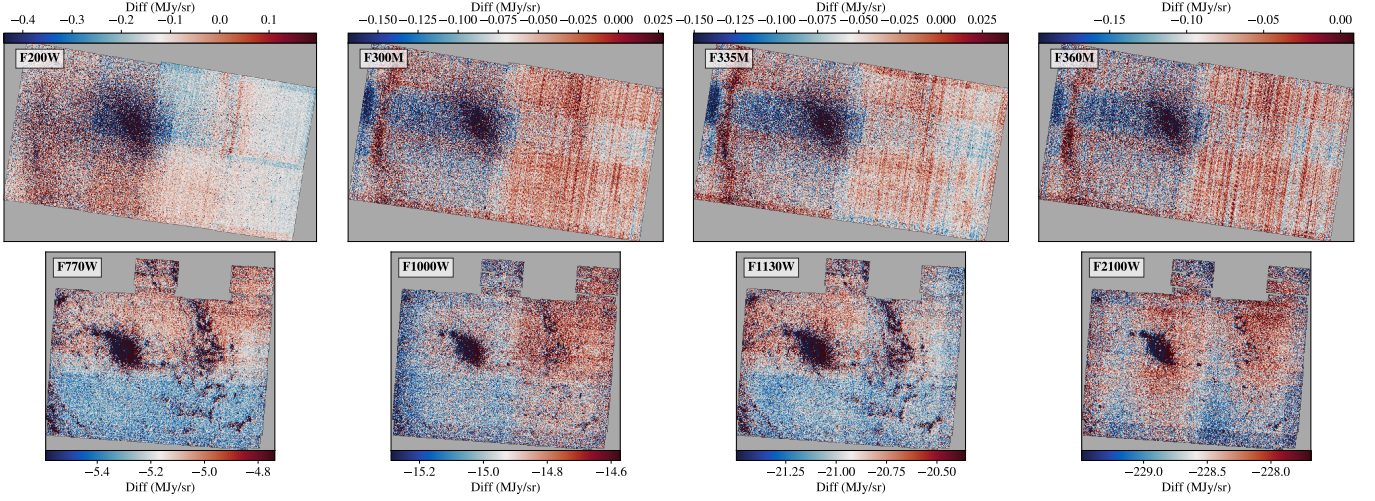 Diff (MJy/sr) Diff (MJy/sr) Diff (MJy/sr) Diff (MJy/sr)
−0.4 −0.3 −0.2 −0.1 0.0 0.1 −0.150 −0.125 −0.100 −0.075 −0.050 −0.025 0.000 0.025 −0.150 −0.125 −0.100 −0.075 −0.050 −0.025 0.000 0.025 −0.15 −0.10 −0.05 0.00
F200W F300M F335M F360M
F770W F1000W F1130W F2100W
−5.4 −5.2 −5.0 −4.8 −15.2 −15.0 −14.8 −14.6 −21.25 −21.00 −20.75 −20.50 −229.0 −228.5 −228.0
Diff (MJy/sr) Diff (MJy/sr) Diff (MJy/sr) Diff (MJy/sr)